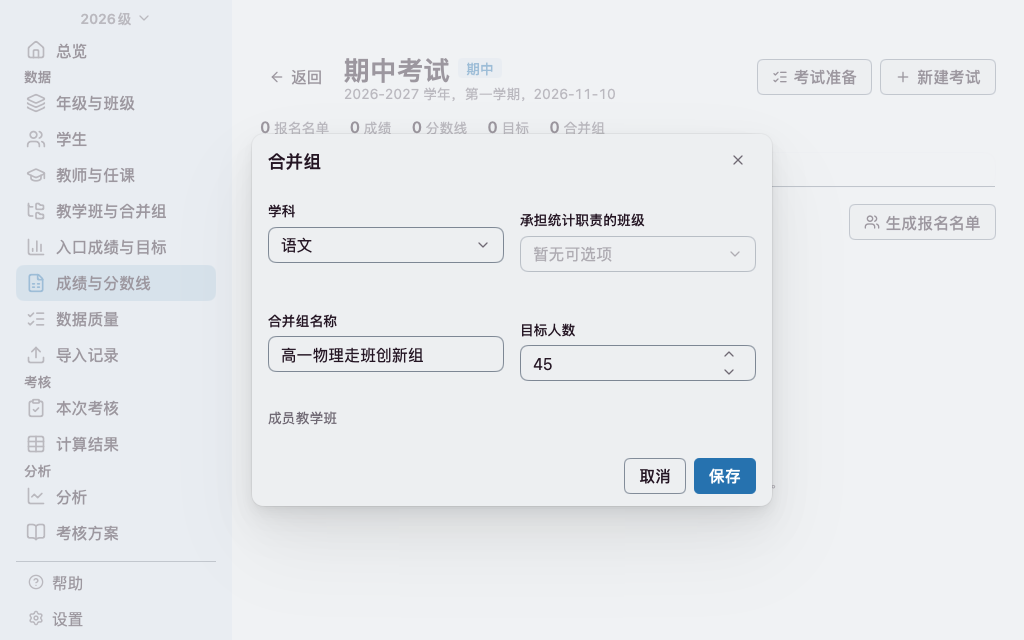 2026级
总览
数据
年级与班级
学生
教师与任课
教学班与合并组
入口成绩与目标
成绩与分数线
数据质量
导入记录
考核
本次考核
计算结果
分析
分析
考核方案
帮助
设置
返回
期中考试 期中
2026-2027 学年，第一学期，2026-11-10
考试准备
新建考试
0 报名名单 0 成绩 0 分数线 0 目标 0 合并组
生成报名名单
合并组
学科
语文
承担统计职责的班级
暂无可选项
合并组名称
高一物理走班创新组
目标人数
45
成员教学班
取消
保存